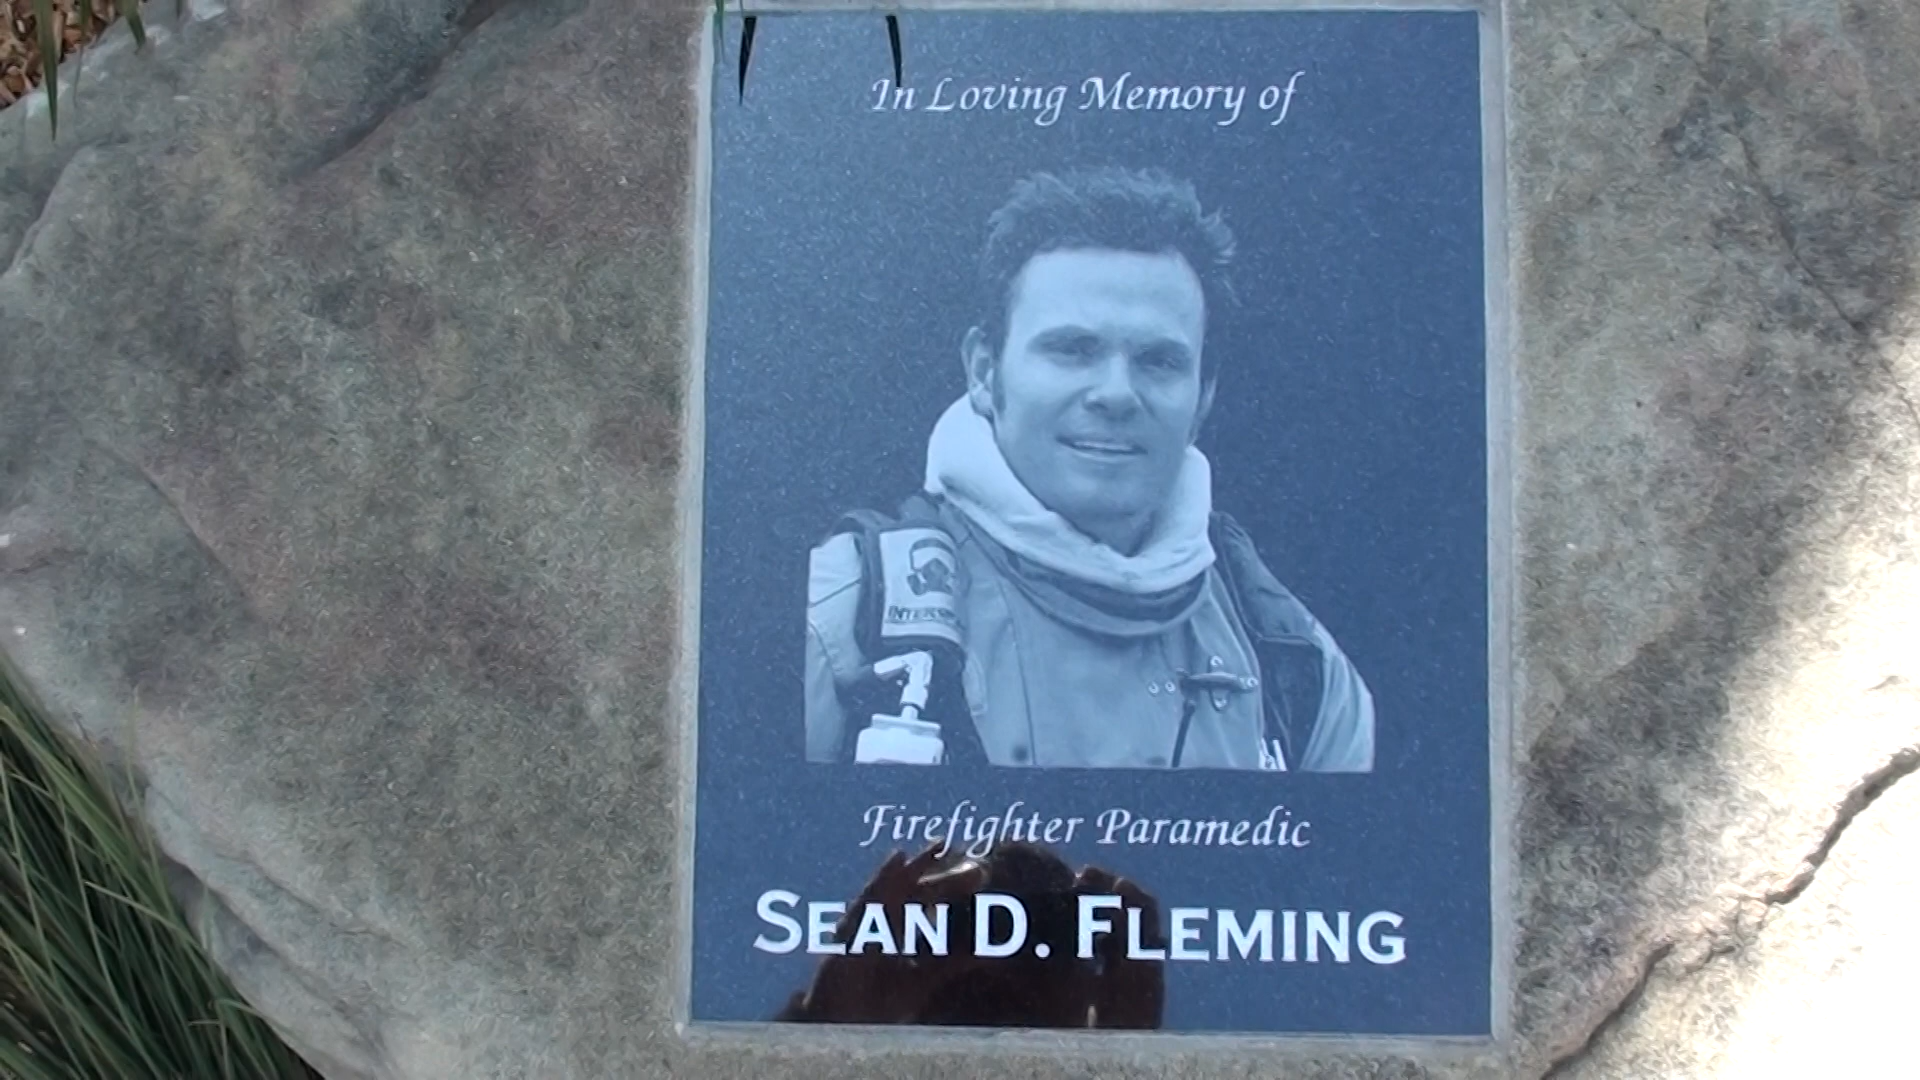 In Loving Memory of
Firefighter Paramedic
SEAN D. FLEMING